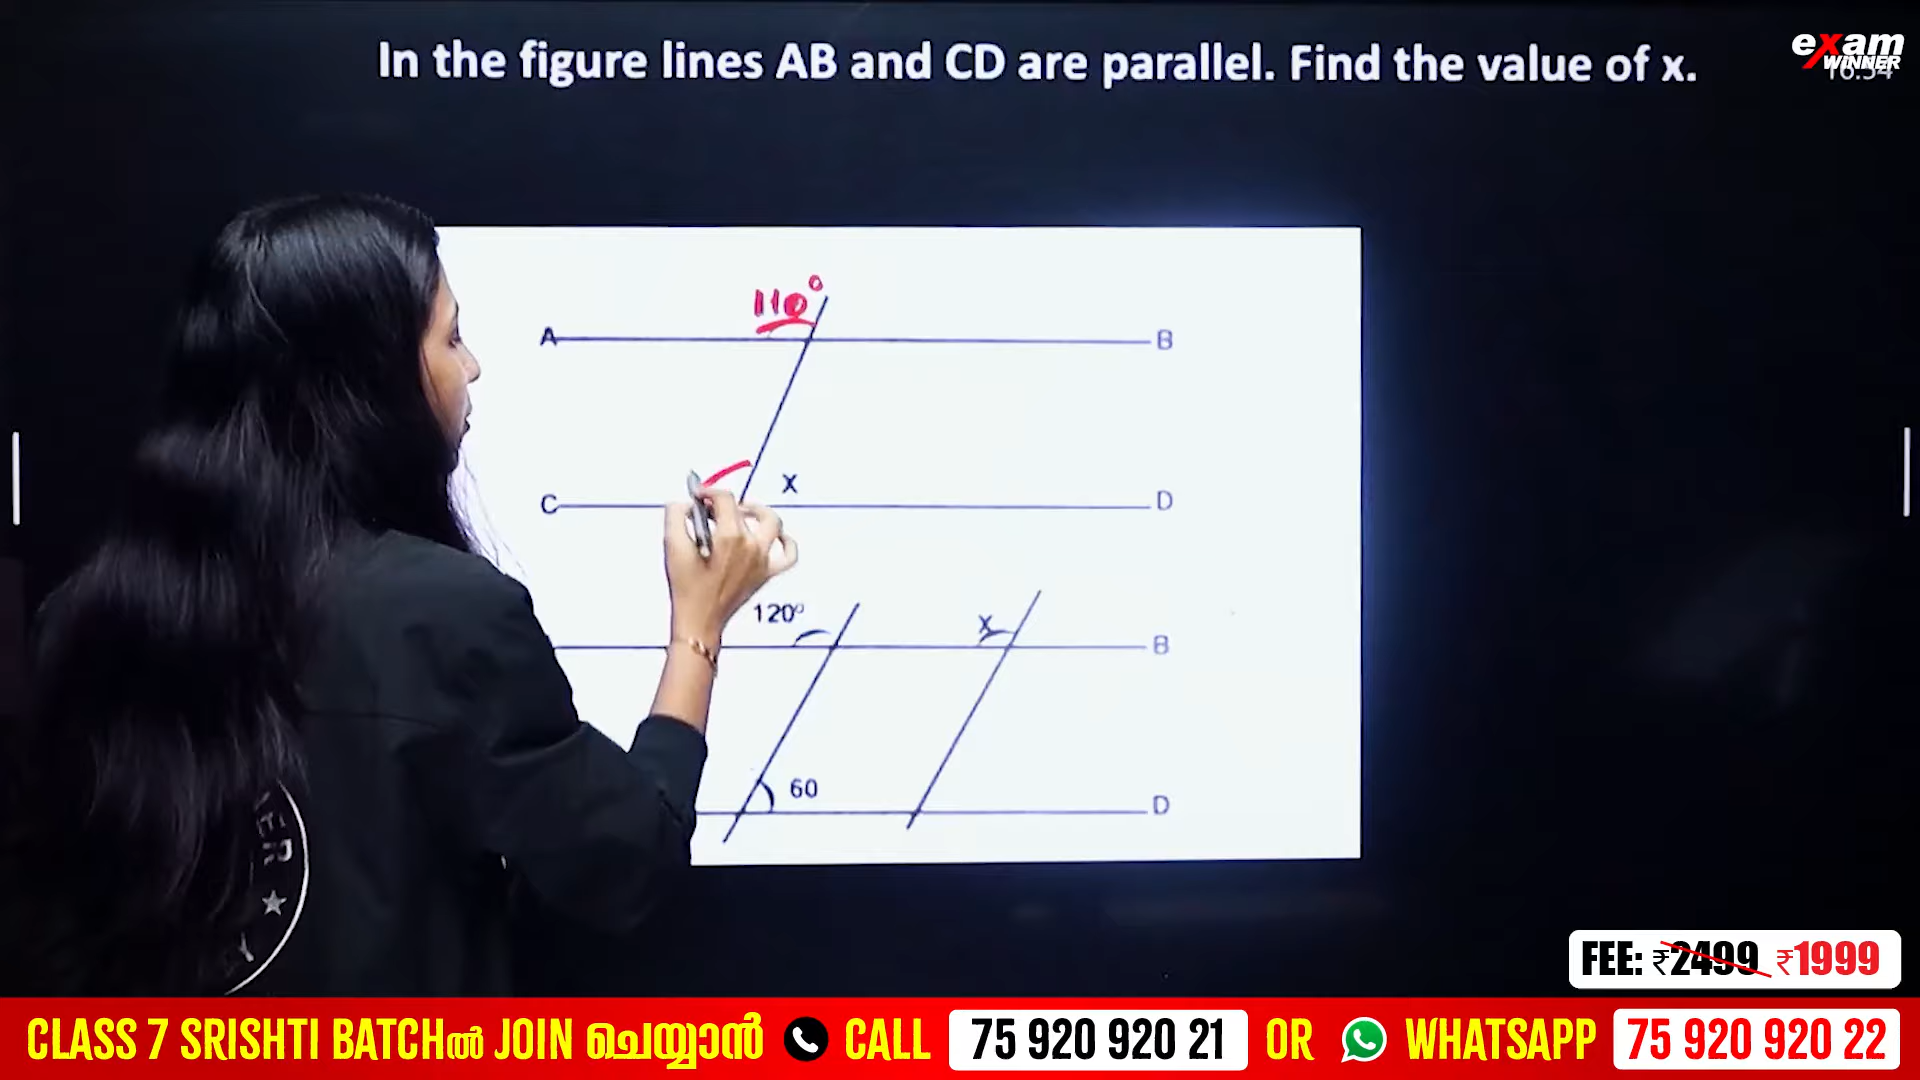 In the figure lines AB and CD are parallel. Find the value of x.
exam
WINNER
110°
A B
x
C D
120° x
B
60
D
ER
Y
FEE: ₹2499 ₹1999
CLASS 7 SRISHTI BATCHൽ JOIN ചെയ്യാൻ CALL 75 920 920 21 OR WHATSAPP 75 920 920 22